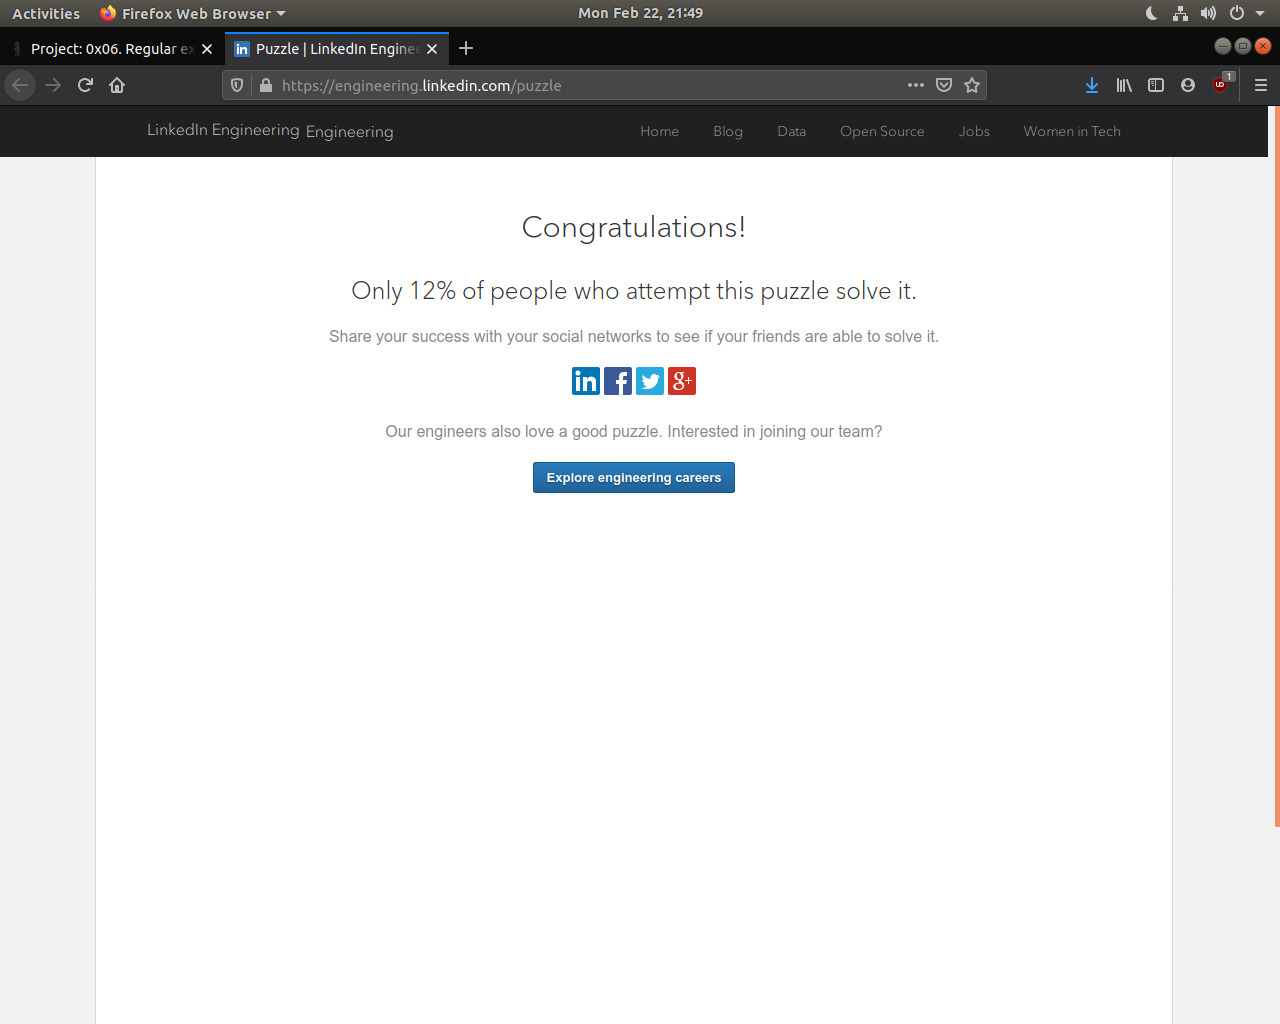 Activities Firefox Web Browser Mon Feb 22, 21:49
Project: 0x06. Regular ex Puzzle | LinkedIn Engine
https://engineering.linkedin.com/puzzle 1
LinkedIn Engineering Engineering Home Blog Data Open Source Jobs Women in Tech
Congratulations!
Only 12% of people who attempt this puzzle solve it.
Share your success with your social networks to see if your friends are able to solve it.
in f g+
Our engineers also love a good puzzle. Interested in joining our team?
Explore engineering careers